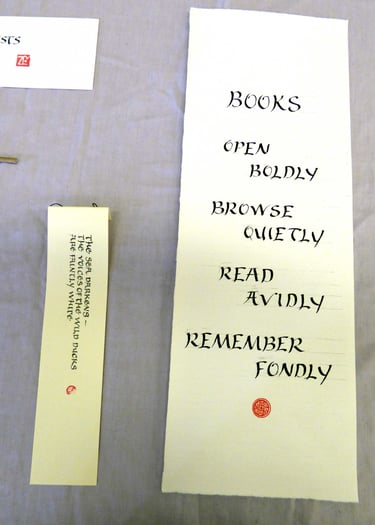 STS
BOOKS
OPEN
BOLDLY
BROWSE
QUIETLY
READ
AVIDLY
REMEMBER
FONDLY
THE SEA DARKENS –
THE VOICES OF THE WILD DUCKS
ARE FAINTLY WHITE.